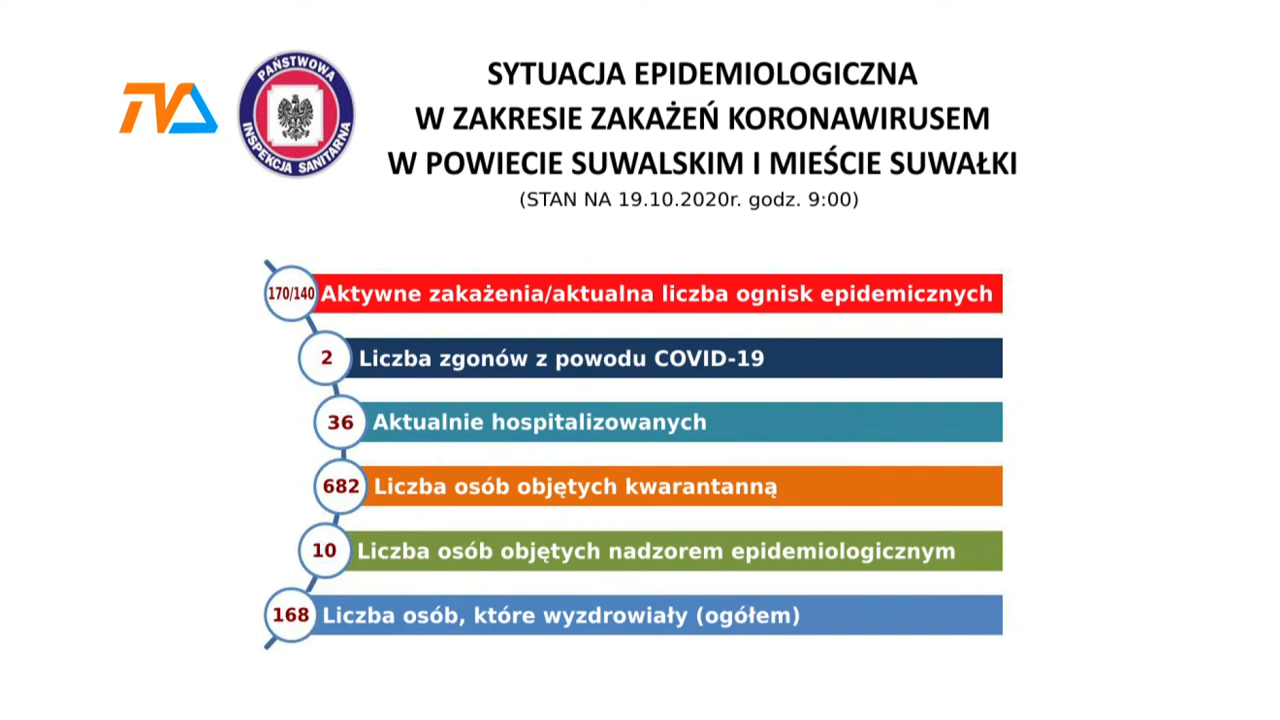 TVA
PAŃSTWOWA
INSPEKCJA SANITARNA
SYTUACJA EPIDEMIOLOGICZNA
W ZAKRESIE ZAKAŻEŃ KORONAWIRUSEM
W POWIECIE SUWALSKIM I MIEŚCIE SUWAŁKI
(STAN NA 19.10.2020r. godz. 9:00)
170/140 Aktywne zakażenia/aktualna liczba ognisk epidemicznych
2 Liczba zgonów z powodu COVID-19
36 Aktualnie hospitalizowanych
682 Liczba osób objętych kwarantanną
10 Liczba osób objętych nadzorem epidemiologicznym
168 Liczba osób, które wyzdrowiały (ogółem)